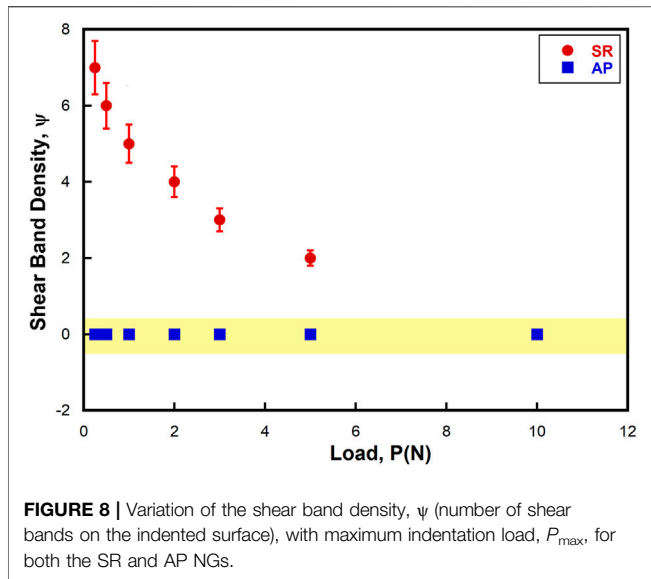 8
6
4
2
0
-2
Shear Band Density, ψ
SR
AP
0 2 4 6 8 10 12
Load, P(N)
FIGURE 8 | Variation of the shear band density, ψ (number of shear
bands on the indented surface), with maximum indentation load, Pmax, for
both the SR and AP NGs.